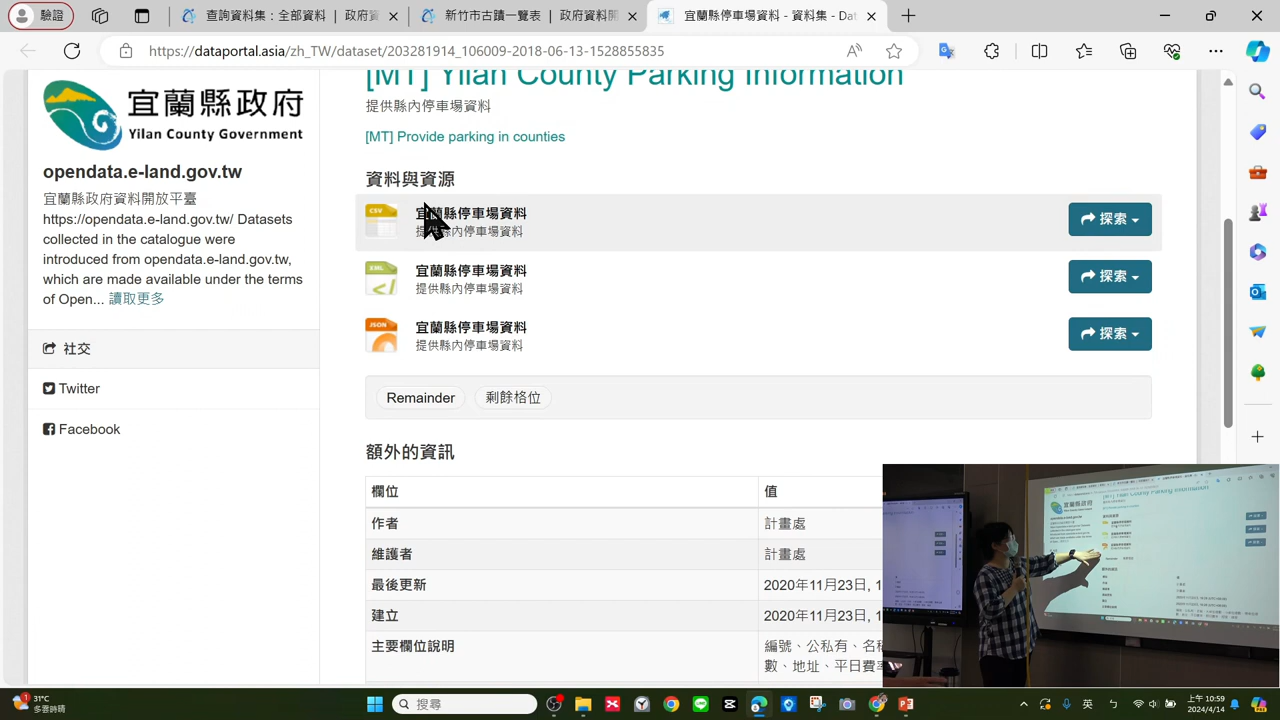 驗證
查詢資料集：全部資料 | 政府資
新竹市古蹟一覽表 | 政府資料開
宜蘭縣停車場資料 - 資料集 - Dat
https://dataportal.asia/zh_TW/dataset/203281914_106009-2018-06-13-1528855835
[MT] Yilan County Parking Information
宜蘭縣政府
Yilan County Government
提供縣內停車場資料
[MT] Provide parking in counties
opendata.e-land.gov.tw
宜蘭縣政府資料開放平臺
https://opendata.e-land.gov.tw/ Datasets
collected in the catalogue were
introduced from opendata.e-land.gov.tw,
which are made available under the terms
of Open... 讀取更多
社交
Twitter
Facebook
資料與資源
CSV
宜蘭縣停車場資料
提供縣內停車場資料
探索
XML
宜蘭縣停車場資料
提供縣內停車場資料
探索
JSON
宜蘭縣停車場資料
提供縣內停車場資料
探索
Remainder
剩餘格位
額外的資訊
欄位
值
作者
計畫處
維護者
計畫處
最後更新
2020年11月23日, 1
建立
2020年11月23日, 1
主要欄位說明
編號、公私有、名稱
數、地址、平日費率
31°C
多雲時晴
搜尋
英
上午 10:59
2024/4/14